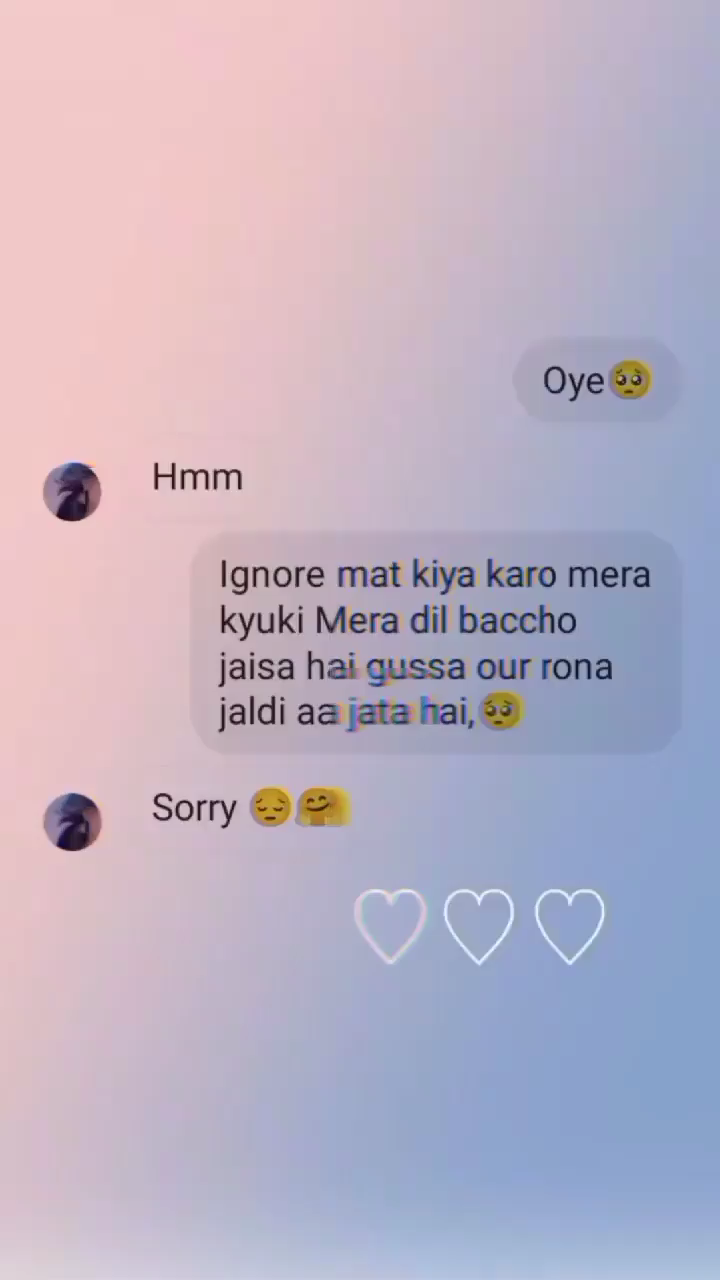 Oye🥺
Hmm
Ignore mat kiya karo mera
kyuki Mera dil baccho
jaisa hai gussa our rona
jaldi aa jata hai,🥺
Sorry 😔🤗